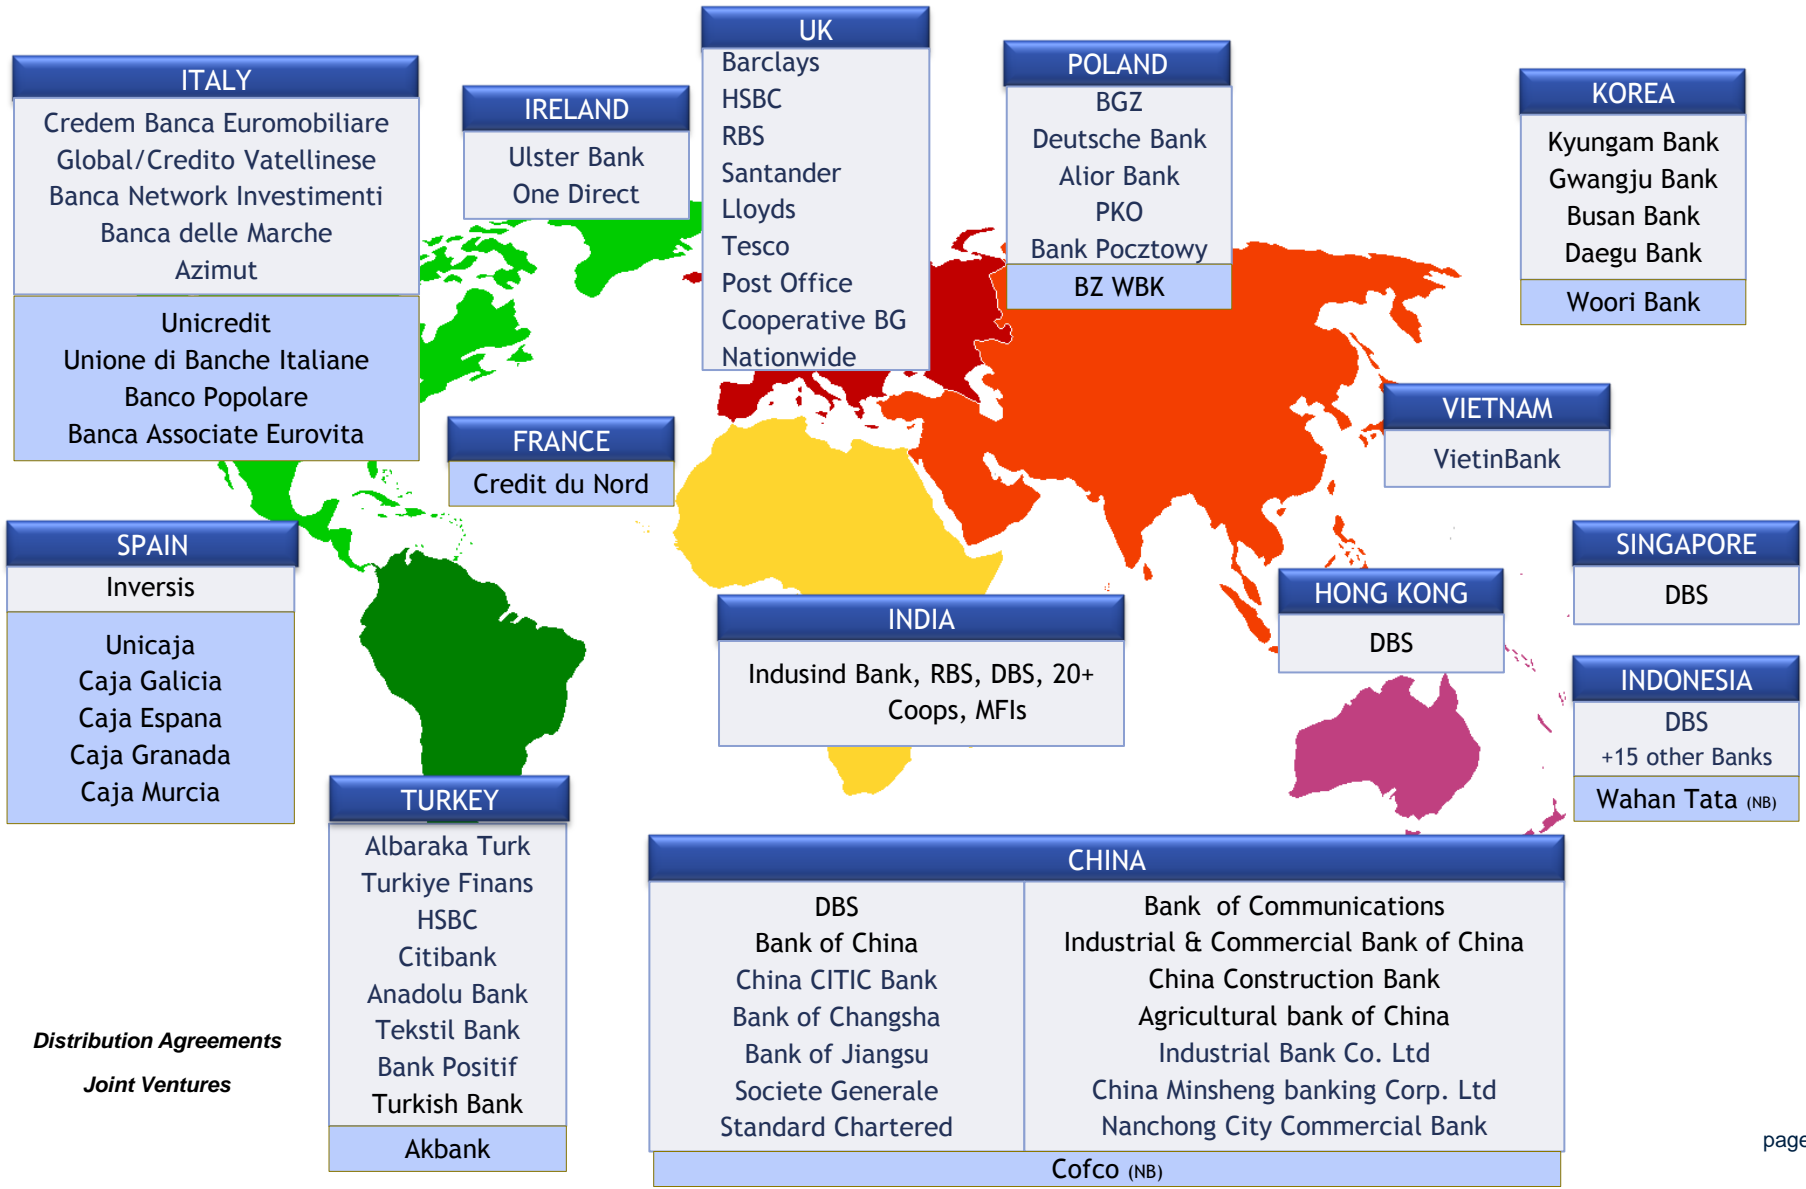 UK
Barclays
HSBC
RBS
Santander
Lloyds
Tesco
Post Office
Cooperative BG
Nationwide
ITALY
Credem Banca Euromobiliare
Global/Credito Vatellinese
Banca Network Investimenti
Banca delle Marche
Azimut
Unicredit
Unione di Banche Italiane
Banco Popolare
Banca Associate Eurovita
IRELAND
Ulster Bank
One Direct
POLAND
BGZ
Deutsche Bank
Alior Bank
PKO
Bank Pocztowy
BZ WBK
KOREA
Kyungam Bank
Gwangju Bank
Busan Bank
Daegu Bank
Woori Bank
FRANCE
Credit du Nord
VIETNAM
VietinBank
SPAIN
Inversis
Unicaja
Caja Galicia
Caja Espana
Caja Granada
Caja Murcia
INDIA
Indusind Bank, RBS, DBS, 20+
Coops, MFIs
HONG KONG
DBS
SINGAPORE
DBS
INDONESIA
DBS
+15 other Banks
Wahan Tata (NB)
TURKEY
Albaraka Turk
Turkiye Finans
HSBC
Citibank
Anadolu Bank
Tekstil Bank
Bank Positif
Turkish Bank
Akbank
CHINA
DBS
Bank of China
China CITIC Bank
Bank of Changsha
Bank of Jiangsu
Societe Generale
Standard Chartered
Bank of Communications
Industrial & Commercial Bank of China
China Construction Bank
Agricultural bank of China
Industrial Bank Co. Ltd
China Minsheng banking Corp. Ltd
Nanchong City Commercial Bank
Cofco (NB)
Distribution Agreements
Joint Ventures
page